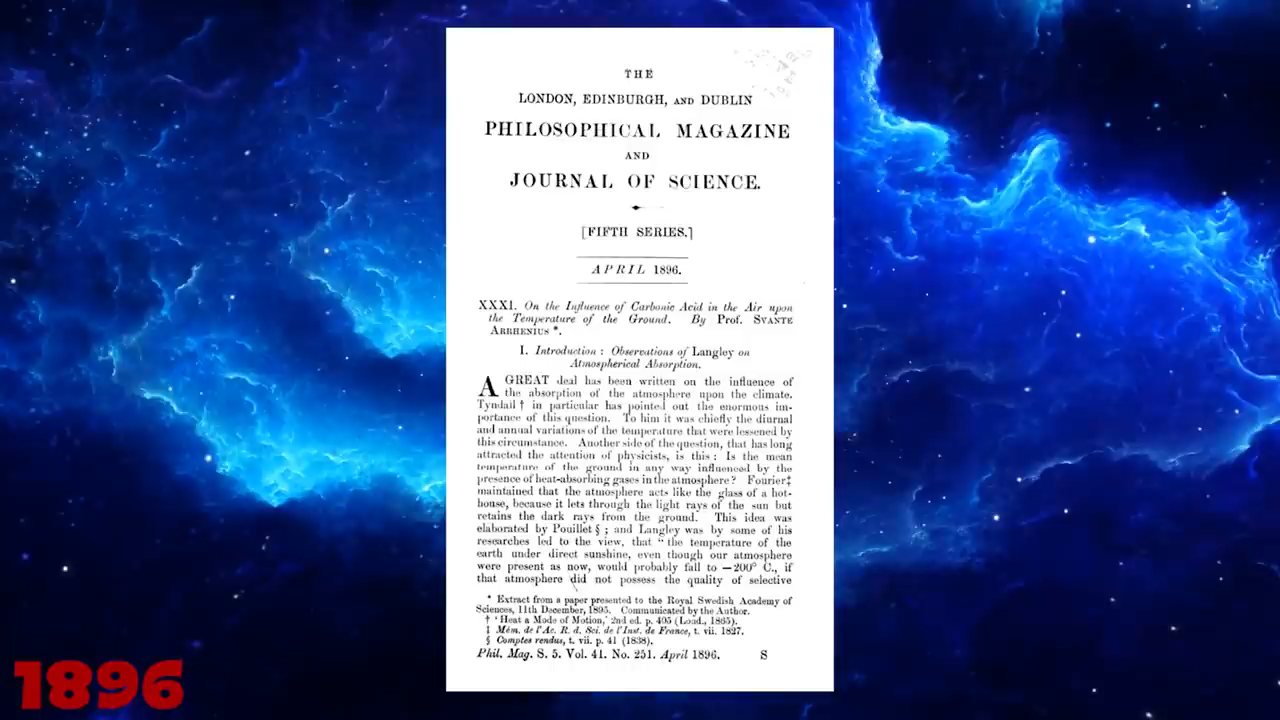 THE
LONDON, EDINBURGH, AND DUBLIN
PHILOSOPHICAL MAGAZINE
AND
JOURNAL OF SCIENCE.
[FIFTH SERIES.]
APRIL 1896.
XXXI. On the Influence of Carbonic Acid in the Air upon
the Temperature of the Ground. By Prof. SVANTE
ARRHENIUS *.
I. Introduction : Observations of Langley on
Atmospherical Absorption.
A GREAT deal has been written on the influence of
the absorption of the atmosphere upon the climate.
Tyndall † in particular has pointed out the enormous im-
portance of this question. To him it was chiefly the diurnal
and annual variations of the temperature that were lessened by
this circumstance. Another side of the question, that has long
attracted the attention of physicists, is this : Is the mean
temperature of the ground in any way influenced by the
presence of heat-absorbing gases in the atmosphere ? Fourier‡
maintained that the atmosphere acts like the glass of a hot-
house, because it lets through the light rays of the sun but
retains the dark rays from the ground. This idea was
elaborated by Pouillet § ; and Langley was by some of his
researches led to the view, that “ the temperature of the
earth under direct sunshine, even though our atmosphere
were present as now, would probably fall to −200° C., if
that atmosphere did not possess the quality of selective
* Extract from a paper presented to the Royal Swedish Academy of
Sciences, 11th December, 1895. Communicated by the Author.
† ‘ Heat a Mode of Motion,’ 2nd ed. p. 405 (Lond., 1865).
‡ Mém. de l’Ac. R. d. Sci. de l’Inst. de France, t. vii. 1827.
§ Comptes rendus, t. vii. p. 41 (1838).
Phil. Mag. S. 5. Vol. 41. No. 251. April 1896. S
1896